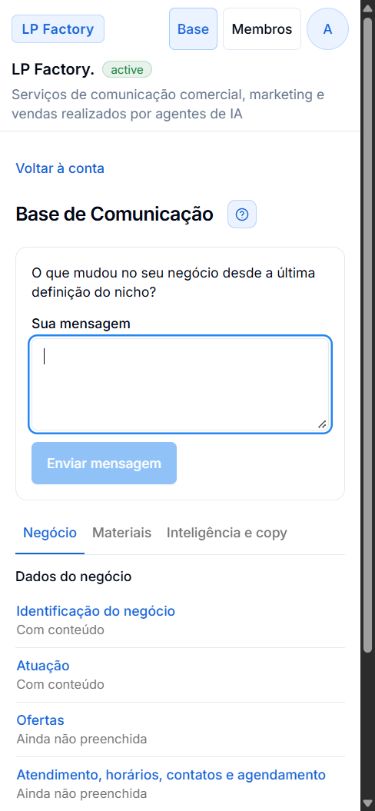 LP Factory
Base
Membros
A
LP Factory.
active
Serviços de comunicação comercial, marketing e
vendas realizados por agentes de IA
Voltar à conta
Base de Comunicação
?
O que mudou no seu negócio desde a última
definição do nicho?
Sua mensagem
Enviar mensagem
Negócio
Materiais
Inteligência e copy
Dados do negócio
Identificação do negócio
Com conteúdo
Atuação
Com conteúdo
Ofertas
Ainda não preenchida
Atendimento, horários, contatos e agendamento
Ainda não preenchida